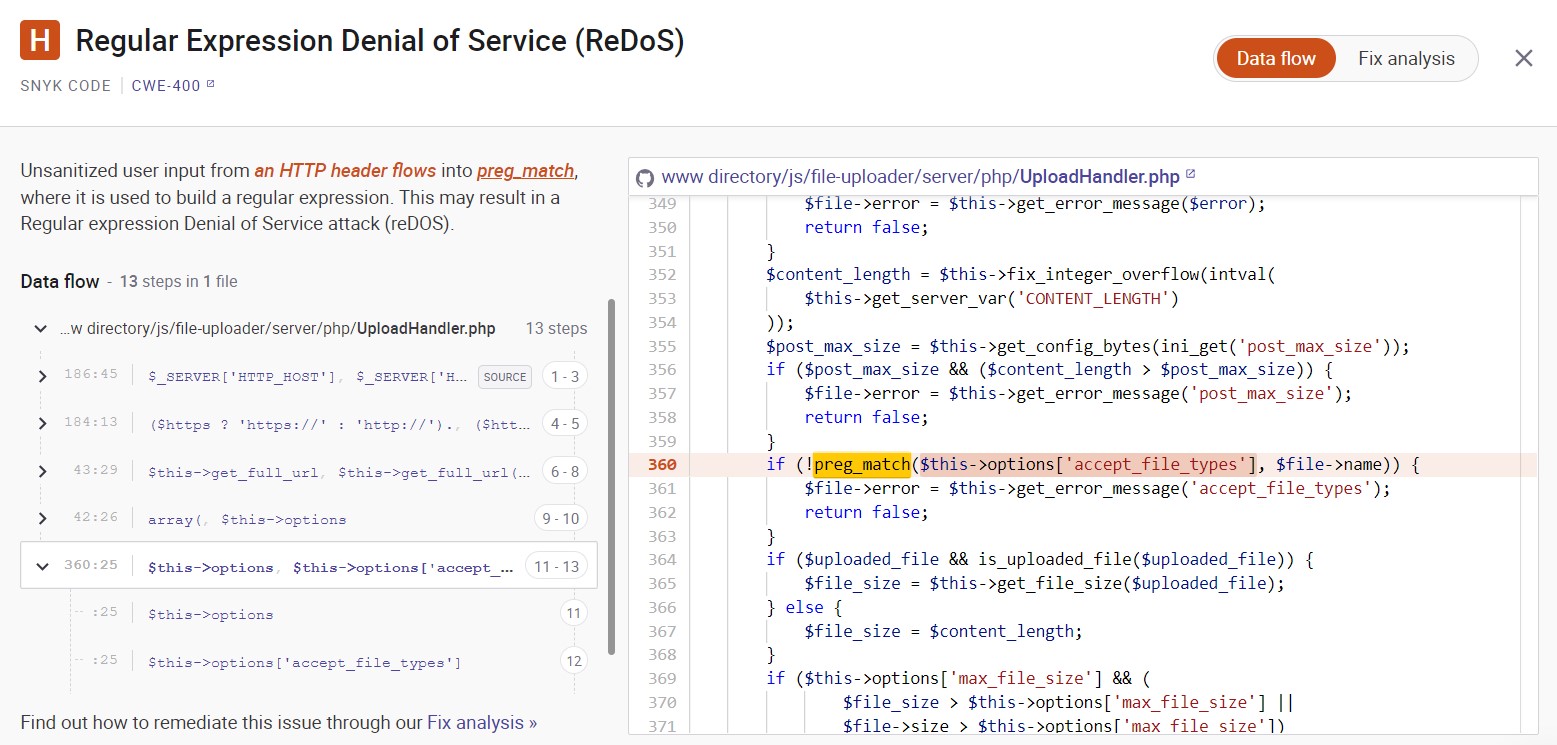 H Regular Expression Denial of Service (ReDoS)
SNYK CODE | CWE-400
Data flow Fix analysis
Unsanitized user input from an HTTP header flows into preg_match,
where it is used to build a regular expression. This may result in a
Regular expression Denial of Service attack (reDOS).
Data flow - 13 steps in 1 file
...w directory/js/file-uploader/server/php/UploadHandler.php 13 steps
186:45 $_SERVER['HTTP_HOST'], $_SERVER['H... SOURCE 1 - 3
184:13 ($https ? 'https://' : 'http://')., ($htt... 4 - 5
43:29 $this->get_full_url, $this->get_full_url(... 6 - 8
42:26 array(, $this->options 9 - 10
360:25 $this->options, $this->options['accept_... 11 - 13
:25 $this->options 11
:25 $this->options['accept_file_types'] 12
Find out how to remediate this issue through our Fix analysis »
www directory/js/file-uploader/server/php/UploadHandler.php
349 $file->error = $this->get_error_message($error);
350 return false;
351 }
352 $content_length = $this->fix_integer_overflow(intval(
353 $this->get_server_var('CONTENT_LENGTH')
354 ));
355 $post_max_size = $this->get_config_bytes(ini_get('post_max_size'));
356 if ($post_max_size && ($content_length > $post_max_size)) {
357 $file->error = $this->get_error_message('post_max_size');
358 return false;
359 }
360 if (!preg_match($this->options['accept_file_types'], $file->name)) {
361 $file->error = $this->get_error_message('accept_file_types');
362 return false;
363 }
364 if ($uploaded_file && is_uploaded_file($uploaded_file)) {
365 $file_size = $this->get_file_size($uploaded_file);
366 } else {
367 $file_size = $content_length;
368 }
369 if ($this->options['max_file_size'] && (
370 $file_size > $this->options['max_file_size'] ||
371 $file->size > $this->options['max_file_size'])